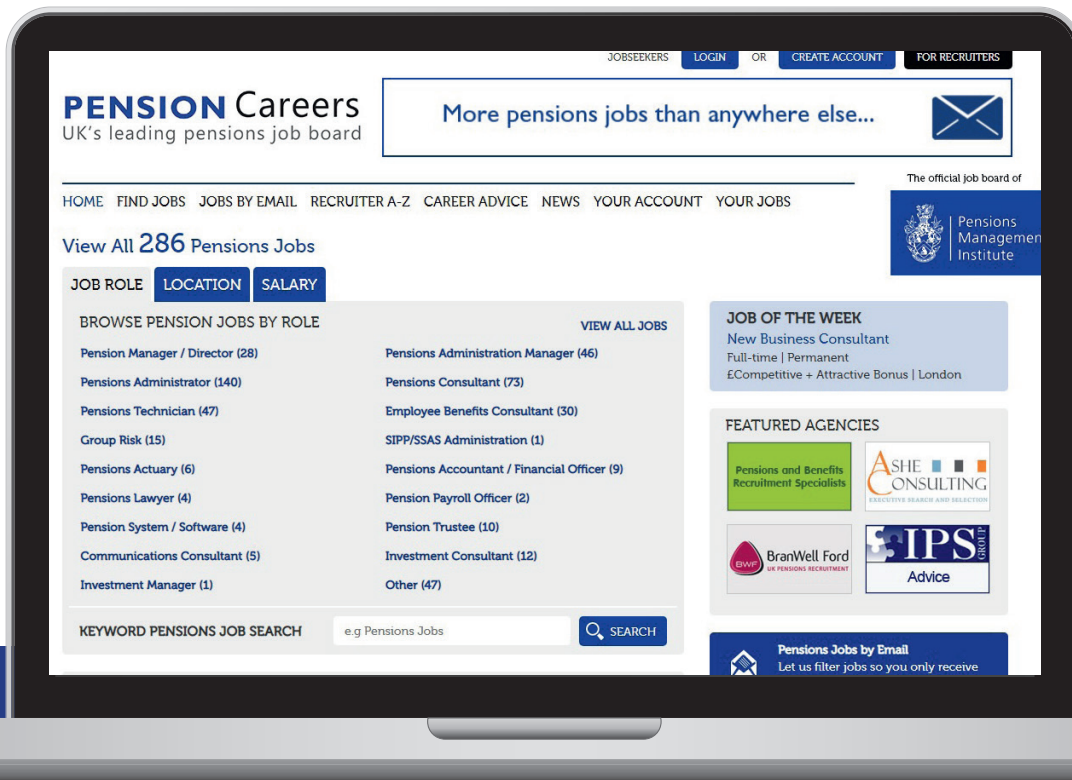 JOBSEEKERS LOGIN OR CREATE ACCOUNT FOR RECRUITERS
PENSION Careers
UK's leading pensions job board
More pensions jobs than anywhere else...
The official job board of
Pensions
Managemen
Institute
HOME FIND JOBS JOBS BY EMAIL RECRUITER A-Z CAREER ADVICE NEWS YOUR ACCOUNT YOUR JOBS
View All 286 Pensions Jobs
JOB ROLE LOCATION SALARY
BROWSE PENSION JOBS BY ROLE VIEW ALL JOBS
Pension Manager / Director (28) Pensions Administration Manager (46)
Pensions Administrator (140) Pensions Consultant (73)
Pensions Technician (47) Employee Benefits Consultant (30)
Group Risk (15) SIPP/SSAS Administration (1)
Pensions Actuary (6) Pensions Accountant / Financial Officer (9)
Pensions Lawyer (4) Pension Payroll Officer (2)
Pension System / Software (4) Pension Trustee (10)
Communications Consultant (5) Investment Consultant (12)
Investment Manager (1) Other (47)
KEYWORD PENSIONS JOB SEARCH e.g Pensions Jobs SEARCH
JOB OF THE WEEK
New Business Consultant
Full-time | Permanent
£Competitive + Attractive Bonus | London
FEATURED AGENCIES
Pensions and Benefits
Recruitment Specialists
ASHE
CONSULTING
EXECUTIVE SEARCH AND SELECTION
BWF BranWell Ford
UK PENSIONS RECRUITMENT
IPS GROUP
Advice
Pensions Jobs by Email
Let us filter jobs so you only receive